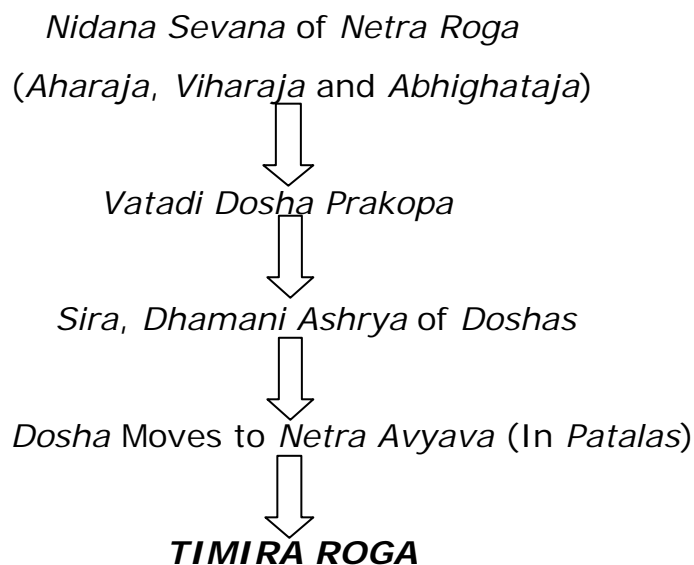 Nidana Sevana of Netra Roga
(Aharaja, Viharaja and Abhighataja)
Vatadi Dosha Prakopa
Sira, Dhamani Ashrya of Doshas
Dosha Moves to Netra Avyava (In Patalas)
TIMIRA ROGA